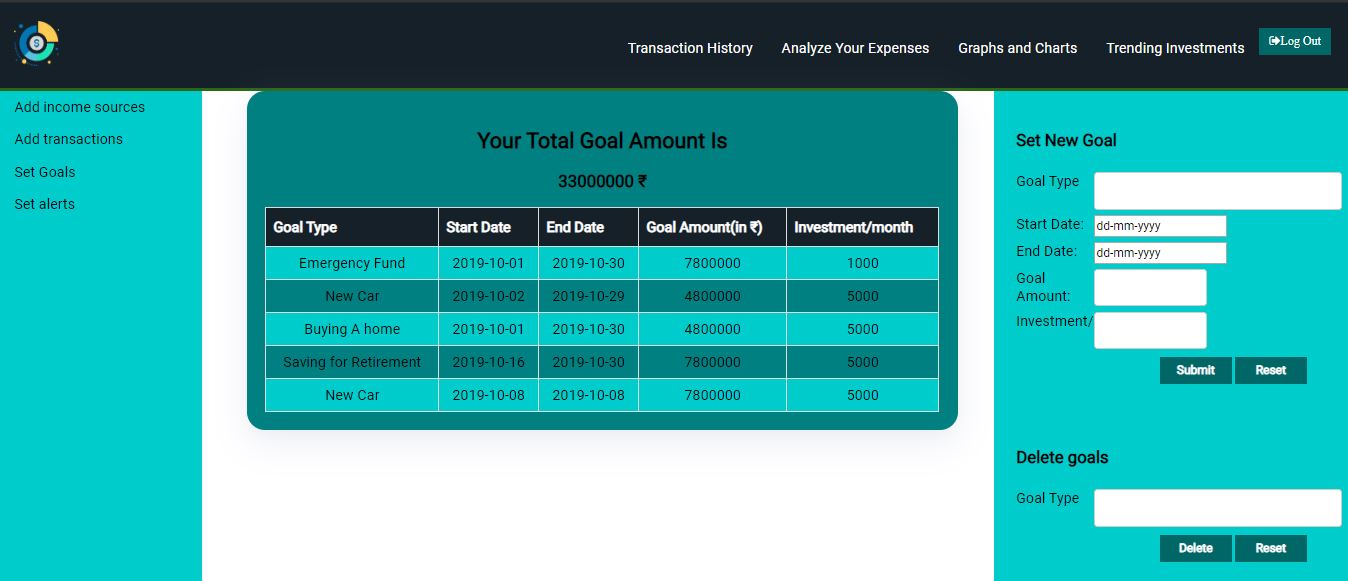 $
Transaction History Analyze Your Expenses Graphs and Charts Trending Investments Log Out
Add income sources
Add transactions
Set Goals
Set alerts
Your Total Goal Amount Is
33000000 ₹
Goal Type Start Date End Date Goal Amount(in ₹) Investment/month
Emergency Fund 2019-10-01 2019-10-30 7800000 1000
New Car 2019-10-02 2019-10-29 4800000 5000
Buying A home 2019-10-01 2019-10-30 4800000 5000
Saving for Retirement 2019-10-16 2019-10-30 7800000 5000
New Car 2019-10-08 2019-10-08 7800000 5000
Set New Goal
Goal Type
Start Date: dd-mm-yyyy
End Date: dd-mm-yyyy
Goal
Amount:
Investment/
Submit Reset
Delete goals
Goal Type
Delete Reset